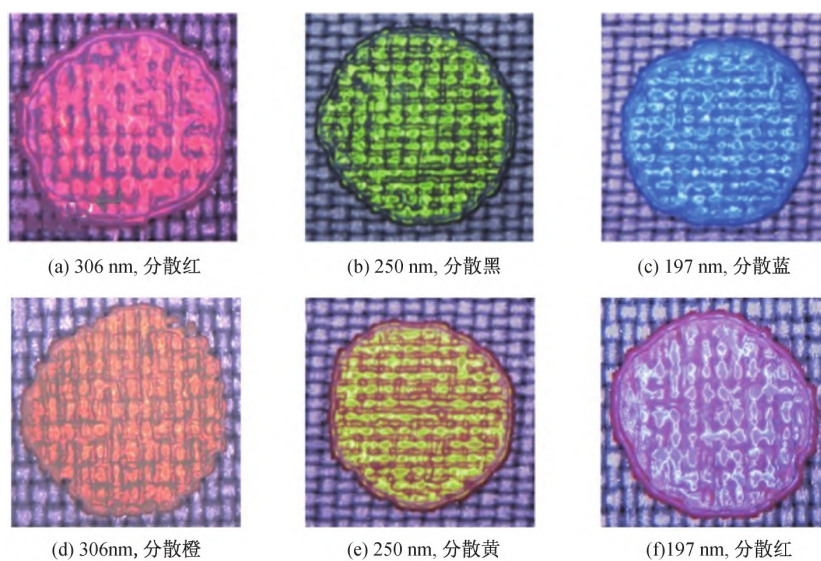 (a) 306 nm, 分散红
(b) 250 nm, 分散黑
(c) 197 nm, 分散蓝
(d) 306nm, 分散橙
(e) 250 nm, 分散黄
(f)197 nm, 分散红